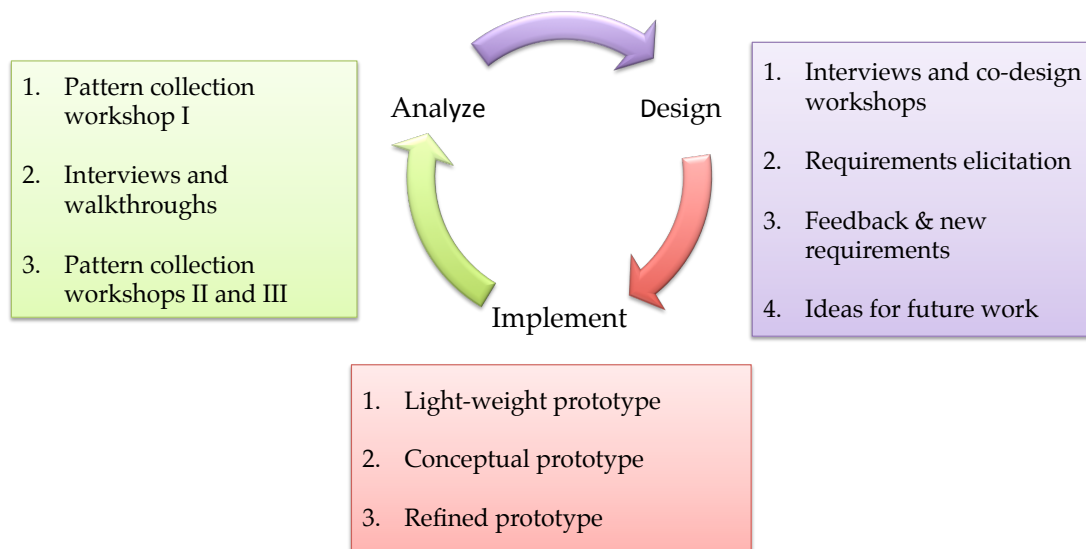 1. Pattern collection
workshop I
2. Interviews and
walkthroughs
3. Pattern collection
workshops II and III
Analyze
Design
Implement
1. Interviews and co-design
workshops
2. Requirements elicitation
3. Feedback & new
requirements
4. Ideas for future work
1. Light-weight prototype
2. Conceptual prototype
3. Refined prototype